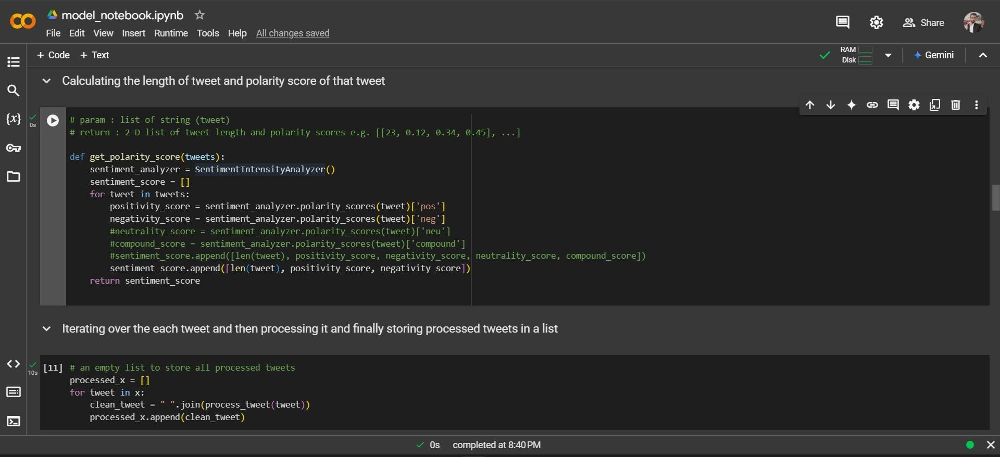 model_notebook.ipynb
File Edit View Insert Runtime Tools Help All changes saved
Share
+ Code + Text
RAM
Disk
Gemini
Calculating the length of tweet and polarity score of that tweet
{x}
0s
# param : list of string (tweet)
# return : 2-D list of tweet length and polarity scores e.g. [[23, 0.12, 0.34, 0.45], ...]
def get_polarity_score(tweets):
    sentiment_analyzer = SentimentIntensityAnalyzer()
    sentiment_score = []
    for tweet in tweets:
        positivity_score = sentiment_analyzer.polarity_scores(tweet)['pos']
        negativity_score = sentiment_analyzer.polarity_scores(tweet)['neg']
        #neutrality_score = sentiment_analyzer.polarity_scores(tweet)['neu']
        #compound_score = sentiment_analyzer.polarity_scores(tweet)['compound']
        #sentiment_score.append([len(tweet), positivity_score, negativity_score, neutrality_score, compound_score])
        sentiment_score.append([len(tweet), positivity_score, negativity_score])
    return sentiment_score
Iterating over the each tweet and then processing it and finally storing processed tweets in a list
10s
[11] # an empty list to store all processed tweets
processed_x = []
for tweet in x:
    clean_tweet = " ".join(process_tweet(tweet))
    processed_x.append(clean_tweet)
0s completed at 8:40 PM